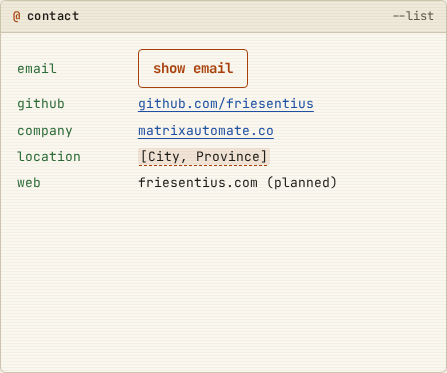 @ contact --list
email show email
github github.com/friesentius
company matrixautomate.co
location [City, Province]
web friesentius.com (planned)